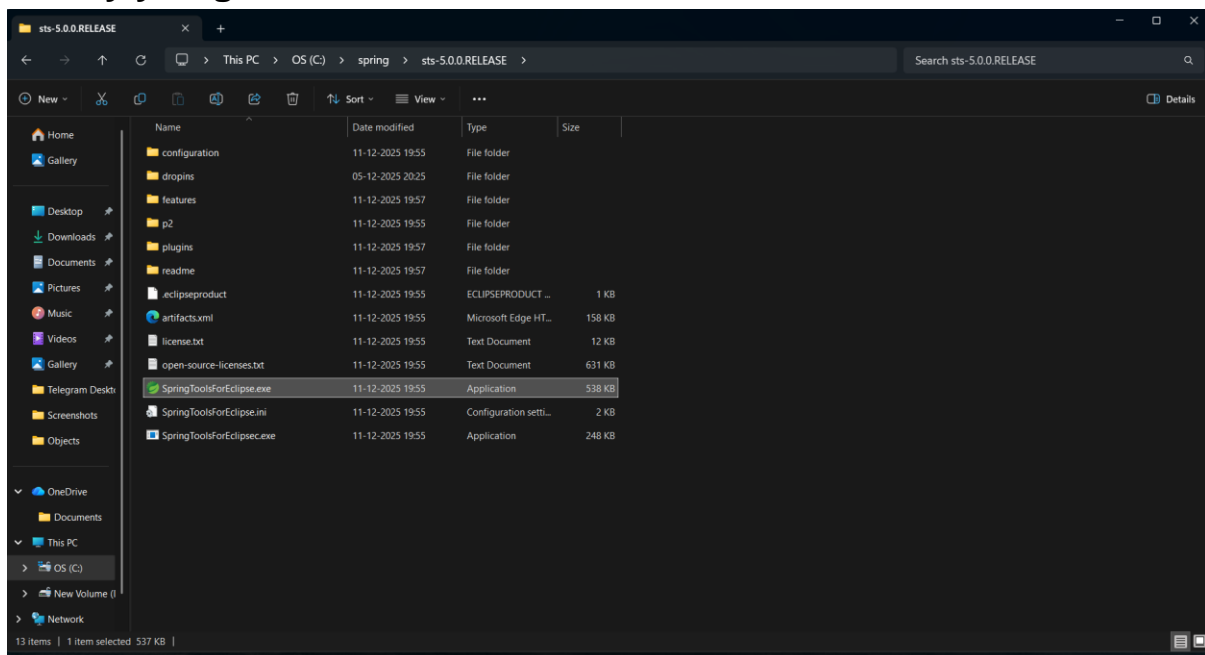 sts-5.0.0.RELEASE
This PC > OS (C:) > spring > sts-5.0.0.RELEASE >
Search sts-5.0.0.RELEASE
New
Sort
View
Details
Home
Gallery
Desktop
Downloads
Documents
Pictures
Music
Videos
Gallery
Telegram Deskt
Screenshots
Objects
OneDrive
Documents
This PC
OS (C:)
New Volume (
Network
Name Date modified Type Size
configuration 11-12-2025 19:55 File folder
dropins 05-12-2025 20:25 File folder
features 11-12-2025 19:57 File folder
p2 11-12-2025 19:55 File folder
plugins 11-12-2025 19:57 File folder
readme 11-12-2025 19:57 File folder
.eclipseproduct 11-12-2025 19:55 ECLIPSEPRODUCT ... 1 KB
artifacts.xml 11-12-2025 19:55 Microsoft Edge HT... 158 KB
license.txt 11-12-2025 19:55 Text Document 12 KB
open-source-licenses.txt 11-12-2025 19:55 Text Document 631 KB
SpringToolsForEclipse.exe 11-12-2025 19:55 Application 538 KB
SpringToolsForEclipse.ini 11-12-2025 19:55 Configuration setti... 2 KB
SpringToolsForEclipsec.exe 11-12-2025 19:55 Application 248 KB
13 items | 1 item selected 537 KB |